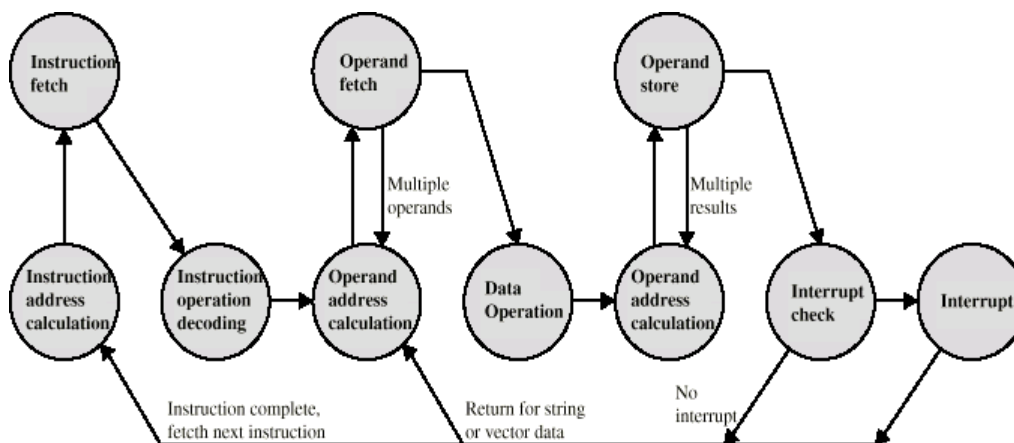 Instruction
fetch
Operand
fetch
Operand
store
Multiple
operands
Multiple
results
Instruction
address
calculation
Instruction
operation
decoding
Operand
address
calculation
Data
Operation
Operand
address
calculation
Interrupt
check
Interrupt
Instruction complete,
fetcth next instruction
Return for string
or vector data
No
interrupt